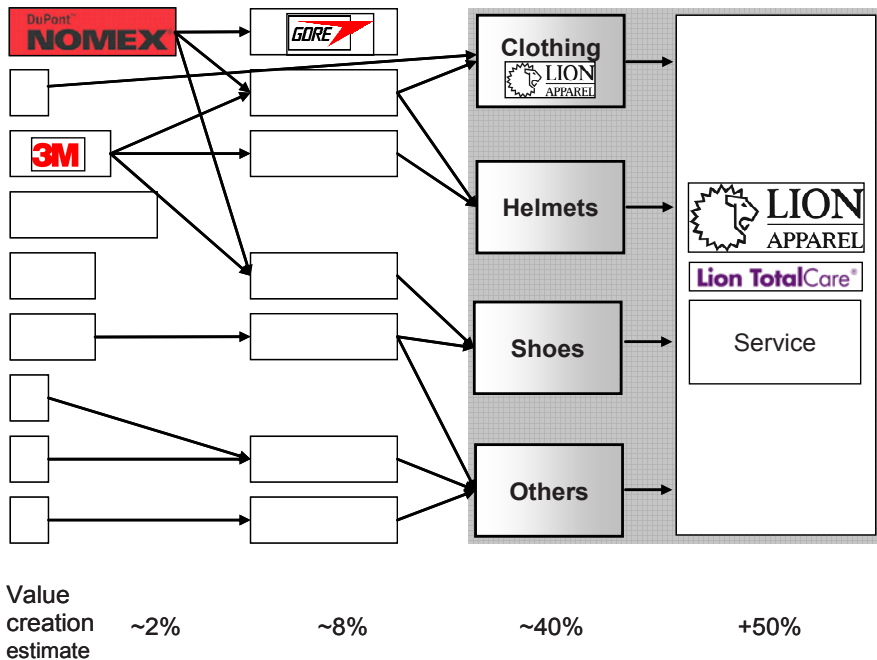 DuPont™
NOMEX
GORE
Clothing
LION
APPAREL
3M
Helmets
LION
APPAREL
Lion TotalCare®
Shoes
Service
Others
Value
creation
estimate
~2%
~8%
~40%
+50%